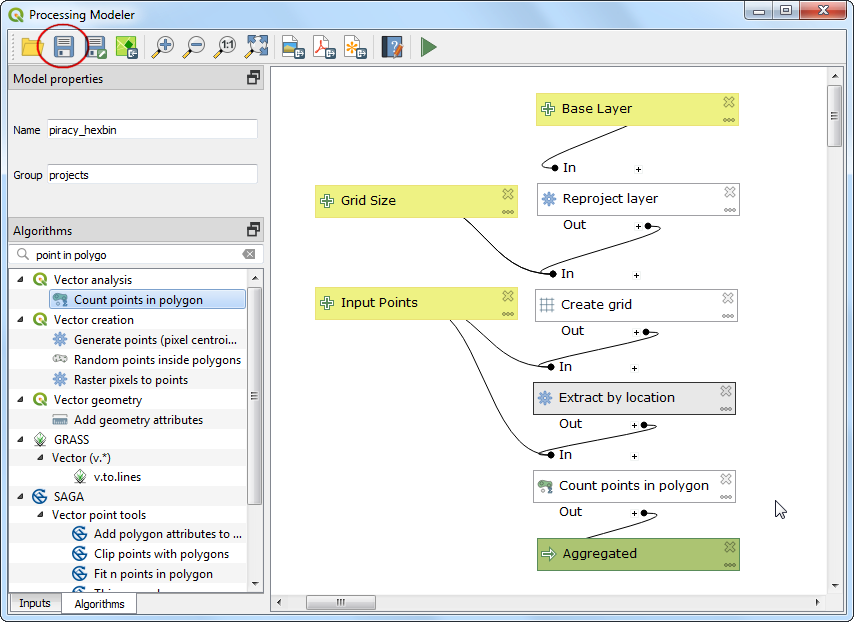 Processing Modeler
1:1
Model properties
Name piracy_hexbin
Group projects
Algorithms
point in polygo
Vector analysis
Count points in polygon
Vector creation
Generate points (pixel centroi...
Random points inside polygons
Raster pixels to points
Vector geometry
Add geometry attributes
GRASS
Vector (v.*)
v.to.lines
SAGA
Vector point tools
Add polygon attributes to ...
Clip points with polygons
Fit n points in polygon
Inputs
Algorithms
Base Layer
In
Grid Size
Reproject layer
Out
In
Input Points
Create grid
Out
In
Extract by location
Out
In
Count points in polygon
Out
Aggregated